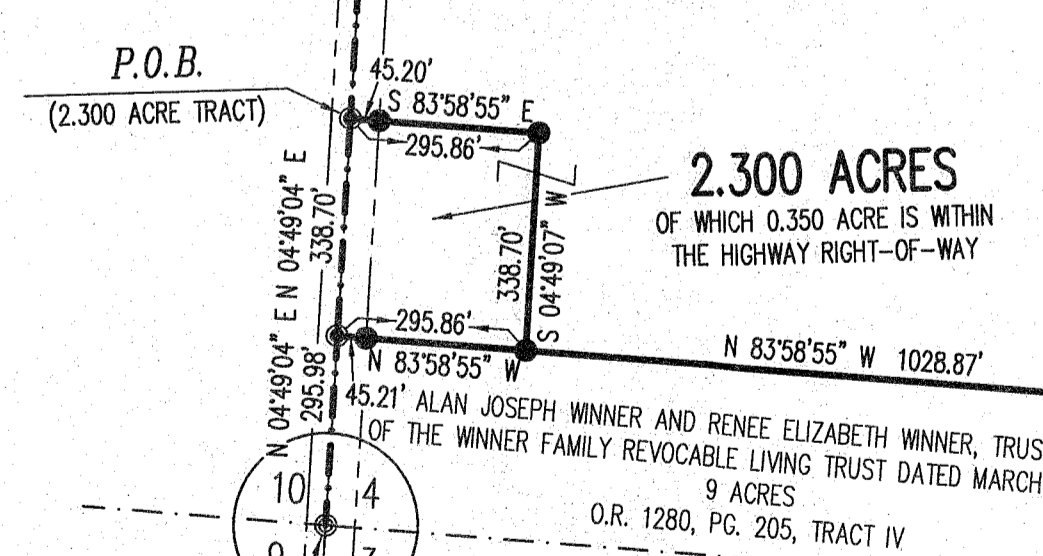 P.O.B.
(2.300 ACRE TRACT)
45.20'
S 83°58'55" E
295.86'
2.300 ACRES
OF WHICH 0.350 ACRE IS WITHIN
THE HIGHWAY RIGHT-OF-WAY
N 04°49'04" E
338.70'
338.70'
S 04°49'07" W
295.86'
N 83°58'55" W
N 83°58'55" W 1028.87'
N 04°49'04" E
295.98'
45.21'
ALAN JOSEPH WINNER AND RENEE ELIZABETH WINNER, TRUS
OF THE WINNER FAMILY REVOCABLE LIVING TRUST DATED MARCH
9 ACRES
O.R. 1280, PG. 205, TRACT IV
10 4
9